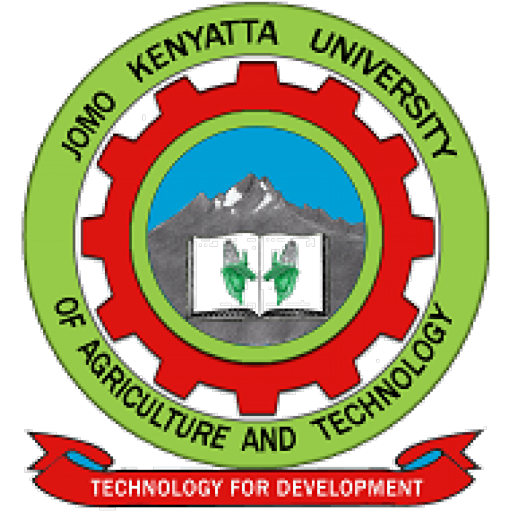 JOMO KENYATTA UNIVERSITY
OF AGRICULTURE AND TECHNOLOGY
TECHNOLOGY FOR DEVELOPMENT